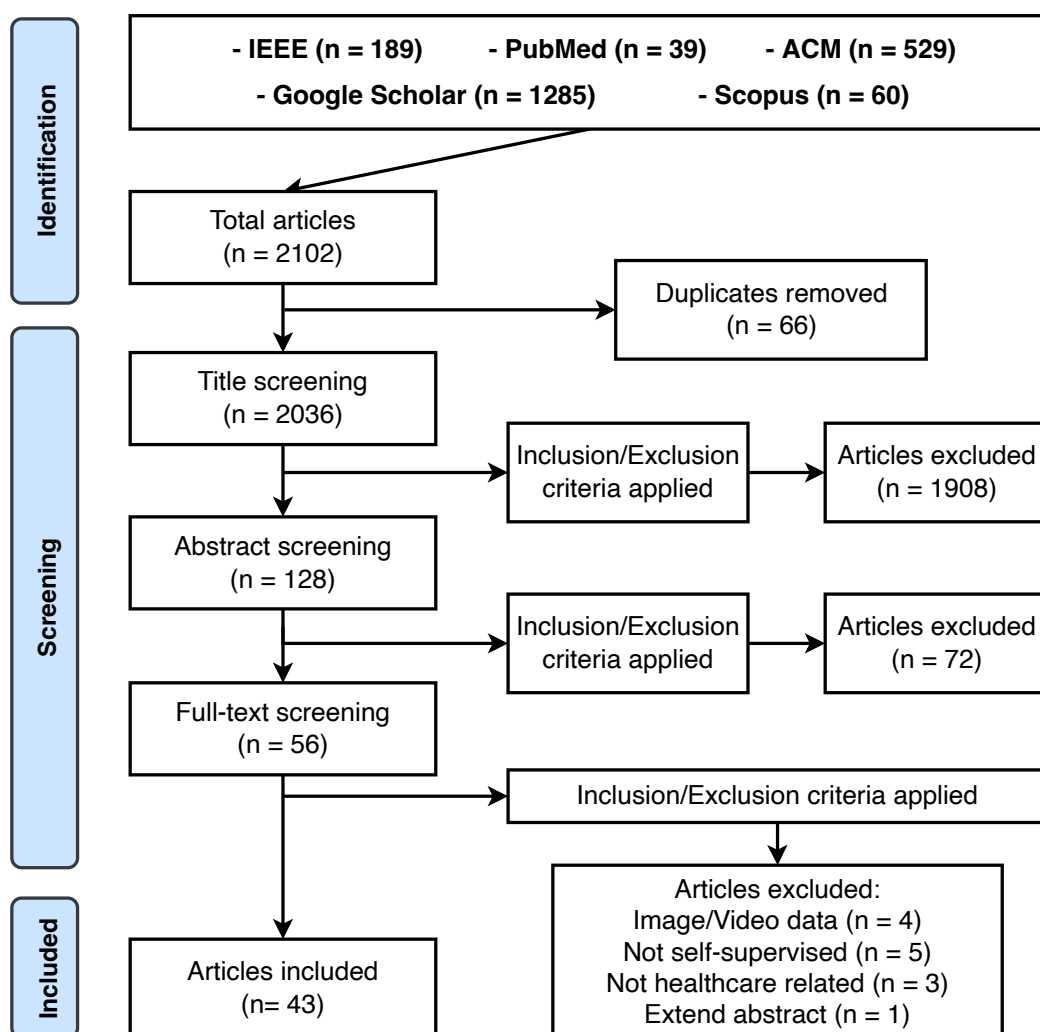 Identification
- IEEE (n = 189) - PubMed (n = 39) - ACM (n = 529)
- Google Scholar (n = 1285) - Scopus (n = 60)
Total articles
(n = 2102)
Duplicates removed
(n = 66)
Screening
Title screening
(n = 2036)
Inclusion/Exclusion
criteria applied
Articles excluded
(n = 1908)
Abstract screening
(n = 128)
Inclusion/Exclusion
criteria applied
Articles excluded
(n = 72)
Full-text screening
(n = 56)
Inclusion/Exclusion criteria applied
Included
Articles included
(n= 43)
Articles excluded:
Image/Video data (n = 4)
Not self-supervised (n = 5)
Not healthcare related (n = 3)
Extend abstract (n = 1)